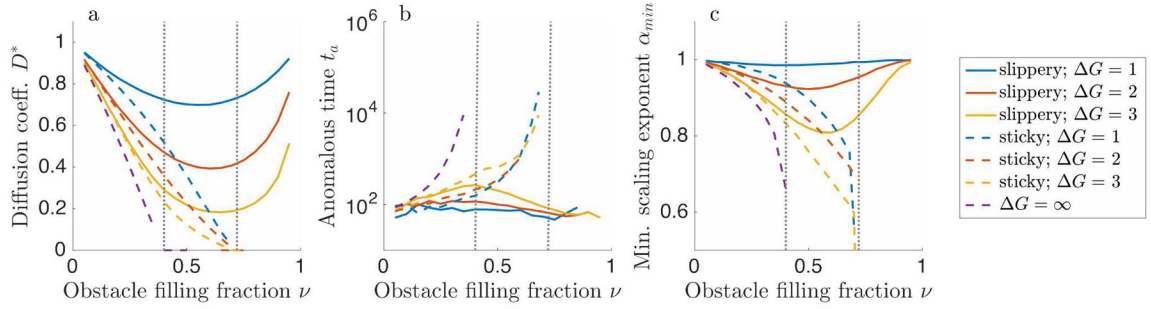 a
Diffusion coeff. D*
1
0.8
0.6
0.4
0.2
0
0
0.5
1
Obstacle filling fraction ν
b
Anomalous time t_a
10^6
10^4
10^2
0
0.5
1
Obstacle filling fraction ν
c
Min. scaling exponent α_min
1
0.8
0.6
0
0.5
1
Obstacle filling fraction ν
slippery; ΔG = 1
slippery; ΔG = 2
slippery; ΔG = 3
sticky; ΔG = 1
sticky; ΔG = 2
sticky; ΔG = 3
ΔG = ∞